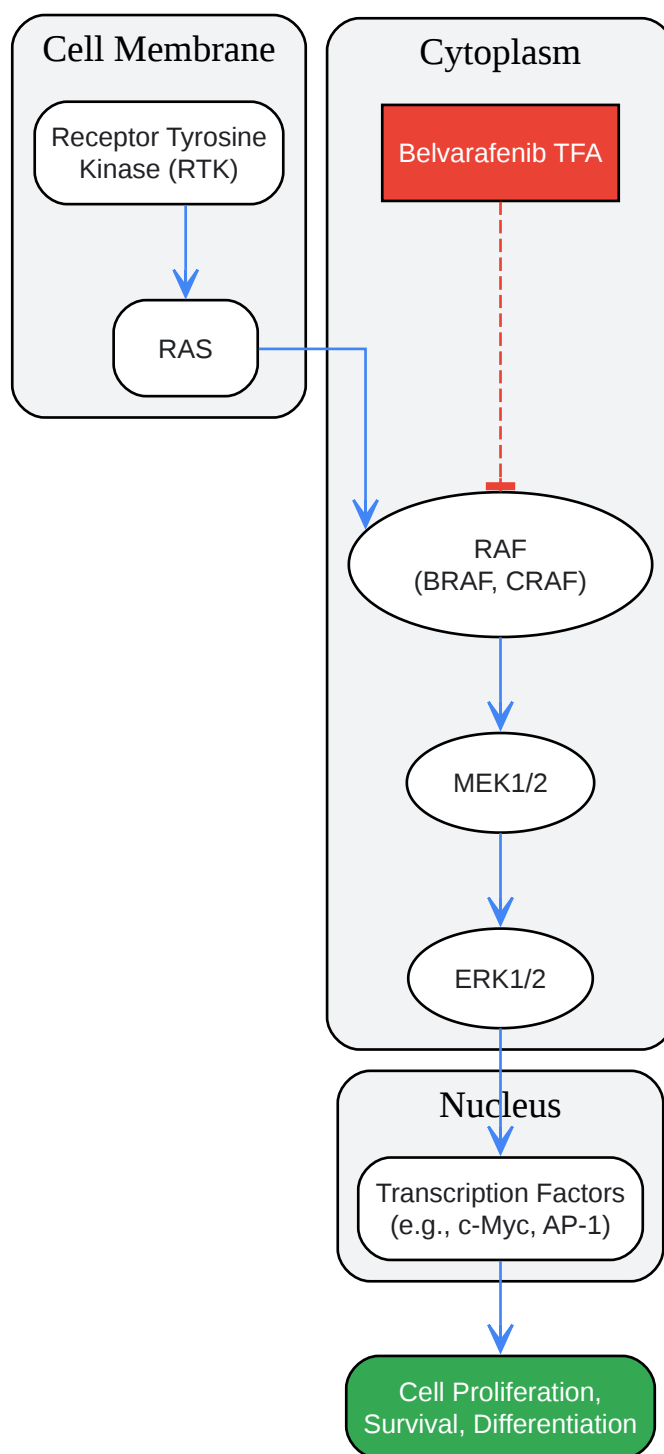 Cell Membrane
Receptor Tyrosine
Kinase (RTK)
RAS
Cytoplasm
Belvarafenib TFA
RAF
(BRAF, CRAF)
MEK1/2
ERK1/2
Nucleus
Transcription Factors
(e.g., c-Myc, AP-1)
Cell Proliferation,
Survival, Differentiation